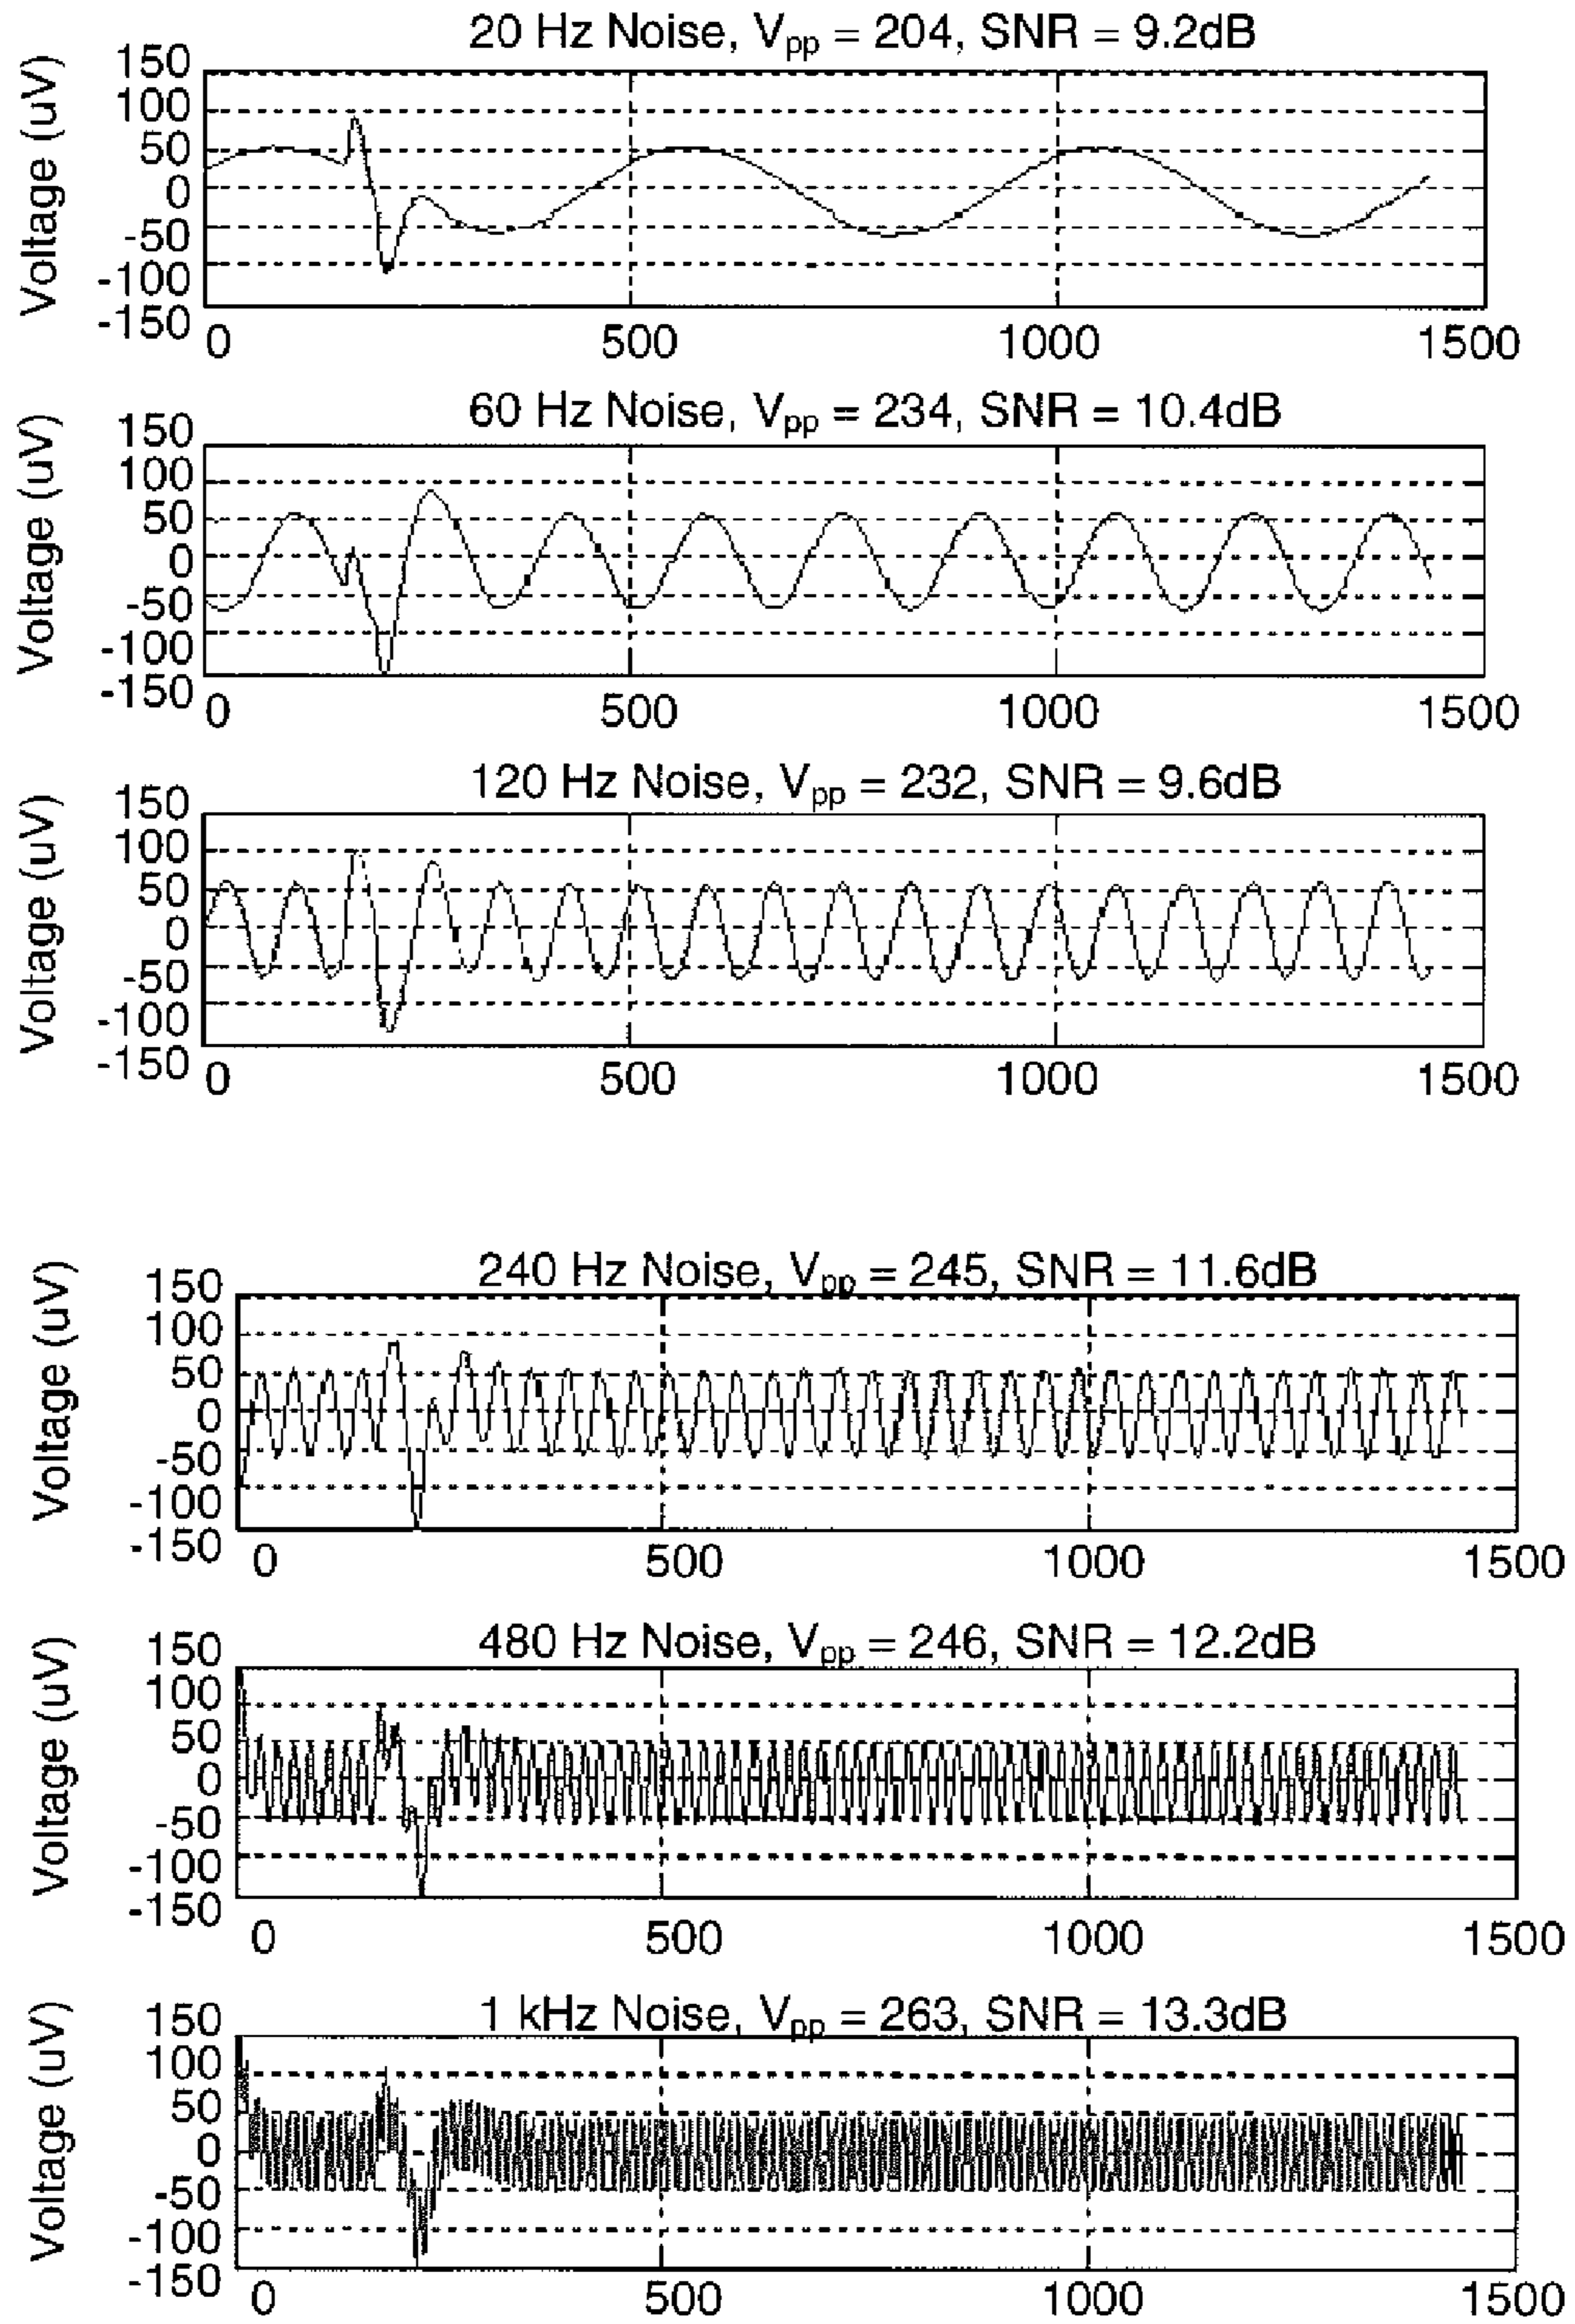 20 Hz Noise, Vpp = 204, SNR = 9.2dB
Voltage (uV)
150
100
50
0
-50
-100
-150
0 500 1000 1500
60 Hz Noise, Vpp = 234, SNR = 10.4dB
Voltage (uV)
150
100
50
0
-50
-100
-150
0 500 1000 1500
120 Hz Noise, Vpp = 232, SNR = 9.6dB
Voltage (uV)
150
100
50
0
-50
-100
-150
0 500 1000 1500
240 Hz Noise, Vpp = 245, SNR = 11.6dB
Voltage (uV)
150
100
50
0
-50
-100
-150
0 500 1000 1500
480 Hz Noise, Vpp = 246, SNR = 12.2dB
Voltage (uV)
150
100
50
0
-50
-100
-150
0 500 1000 1500
1 kHz Noise, Vpp = 263, SNR = 13.3dB
Voltage (uV)
150
100
50
0
-50
-100
-150
0 500 1000 1500